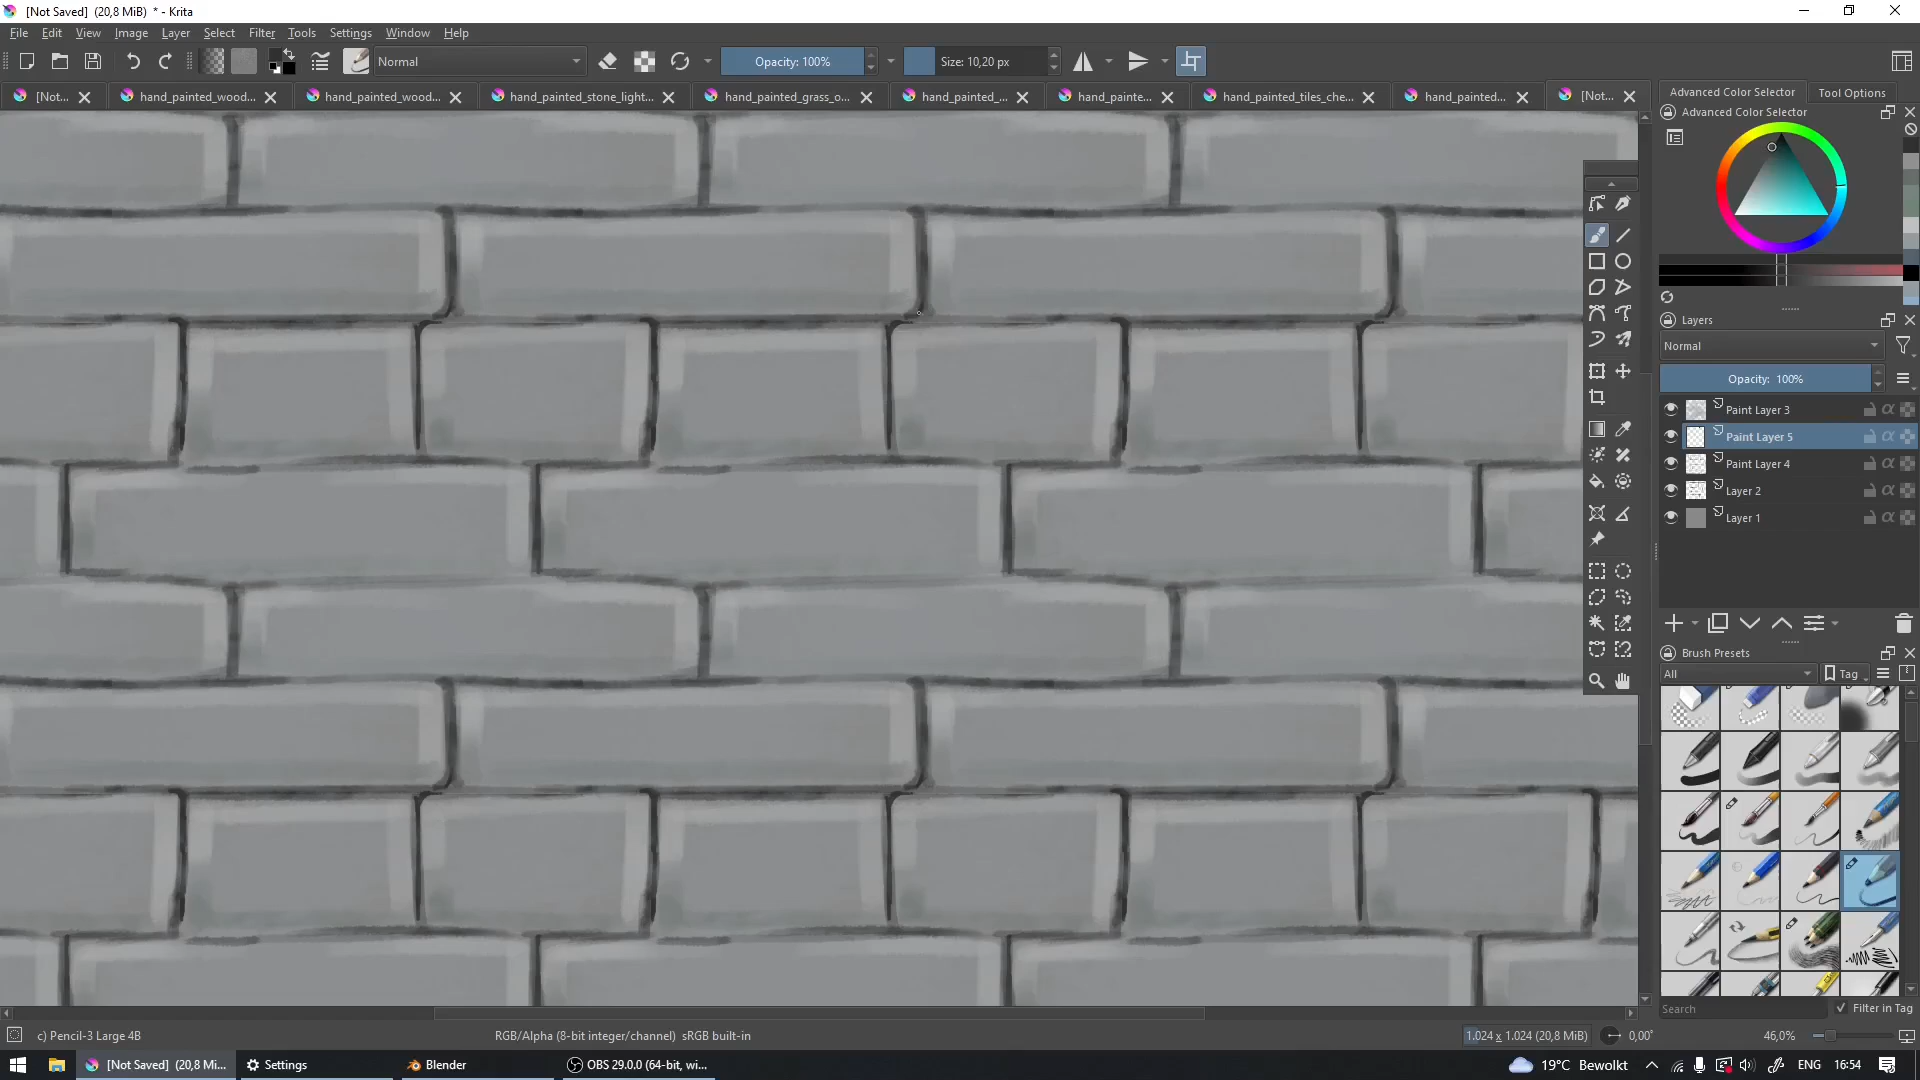 [Not Saved]  (20,8 MiB)  * - Krita
File Edit View Image Layer Select Filter Tools Settings Window Help
Normal
Opacity: 100%
Size: 10,20 px
[Not... hand_painted_wood... hand_painted_wood... hand_painted_stone_light... hand_painted_grass_o... hand_painted_... hand_painte... hand_painted_tiles_che... hand_painted... [Not...
Advanced Color Selector Tool Options
Advanced Color Selector
Layers
Normal
Opacity:  100%
Paint Layer 3
Paint Layer 5
Paint Layer 4
Layer 2
Layer 1
Brush Presets
All
Tag
Search
Filter in Tag
c) Pencil-3 Large 4B
RGB/Alpha (8-bit integer/channel)  sRGB built-in
1.024 x 1.024 (20,8 MiB)
0,00°
46,0%
[Not Saved]  (20,8 Mi...
Settings
Blender
OBS 29.0.0 (64-bit, wi...
19°C  Bewolkt
ENG
16:54